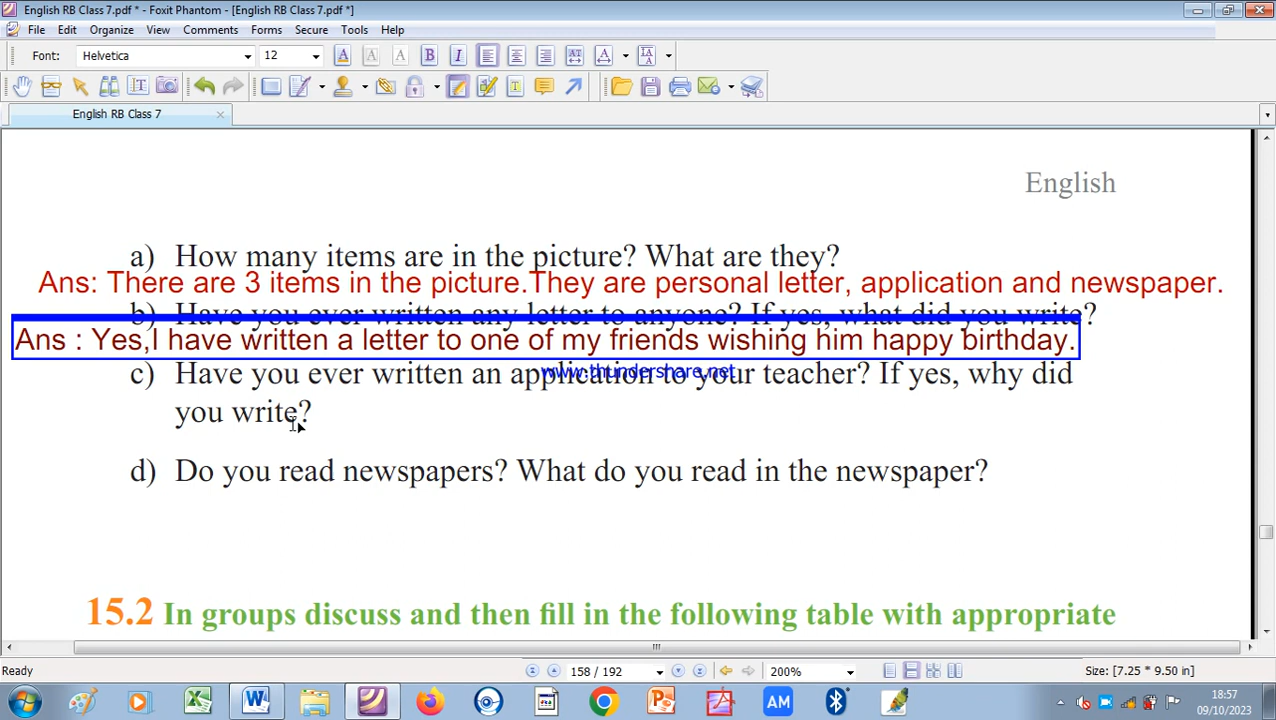 English RB Class 7.pdf * - Foxit Phantom - [English RB Class 7.pdf *]
File Edit Organize View Comments Forms Secure Tools Help
Font: Helvetica 12
English RB Class 7
English
a) How many items are in the picture? What are they?
Ans: There are 3 items in the picture.They are personal letter, application and newspaper.
b) Have you ever written any letter to anyone? If yes, what did you write?
Ans : Yes,I have written a letter to one of my friends wishing him happy birthday.
www.thundershare.net
c) Have you ever written an application to your teacher? If yes, why did
you write?
d) Do you read newspapers? What do you read in the newspaper?
15.2 In groups discuss and then fill in the following table with appropriate
Ready 158 / 192 200% Size: [7.25 * 9.50 in]
AM 18:57
09/10/2023